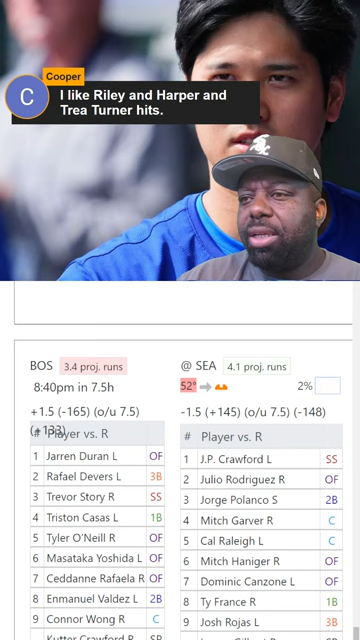 Cooper
C
I like Riley and Harper and
Trea Turner hits.
BOS 3.4 proj. runs
8:40pm in 7.5h
+1.5 (-165) (o/u 7.5)
(+133)
# Player vs. R
1 Jarren Duran L OF
2 Rafael Devers L 3B
3 Trevor Story R SS
4 Triston Casas L 1B
5 Tyler O'Neill R OF
6 Masataka Yoshida L OF
7 Ceddanne Rafaela R OF
8 Enmanuel Valdez L 2B
9 Connor Wong R C
Kutter Crawford R SP
@ SEA 4.1 proj. runs
52° 2%
-1.5 (+145) (o/u 7.5) (-148)
# Player vs. R
1 J.P. Crawford L SS
2 Julio Rodriguez R OF
3 Jorge Polanco S 2B
4 Mitch Garver R C
5 Cal Raleigh L C
6 Mitch Haniger R OF
7 Dominic Canzone L OF
8 Ty France R 1B
9 Josh Rojas L 3B
SP